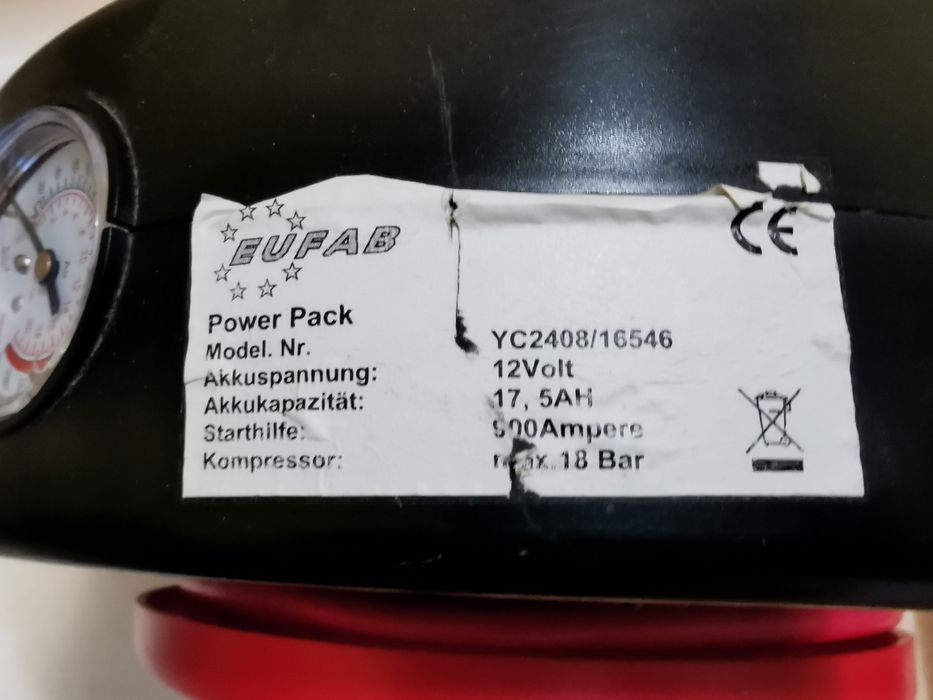 EUFAB
CE
Power Pack
Model. Nr. YC2408/16546
Akkuspannung: 12Volt
Akkukapazität: 17, 5AH
Starthilfe: 900Ampere
Kompressor: max. 18 Bar